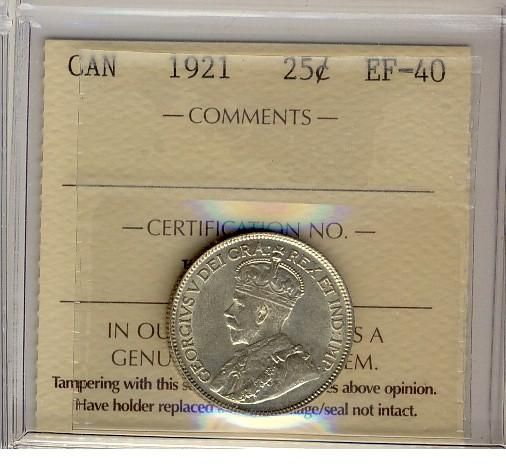 CAN 1921 25¢ EF-40
— COMMENTS —
— CERTIFICATION NO. —
IN OU S A
GENU EM.
Tampering with this s s above opinion.
Have holder replaced ge/seal not intact.
GEORGIVS V DEI GRA: REX ET IND: IMP: